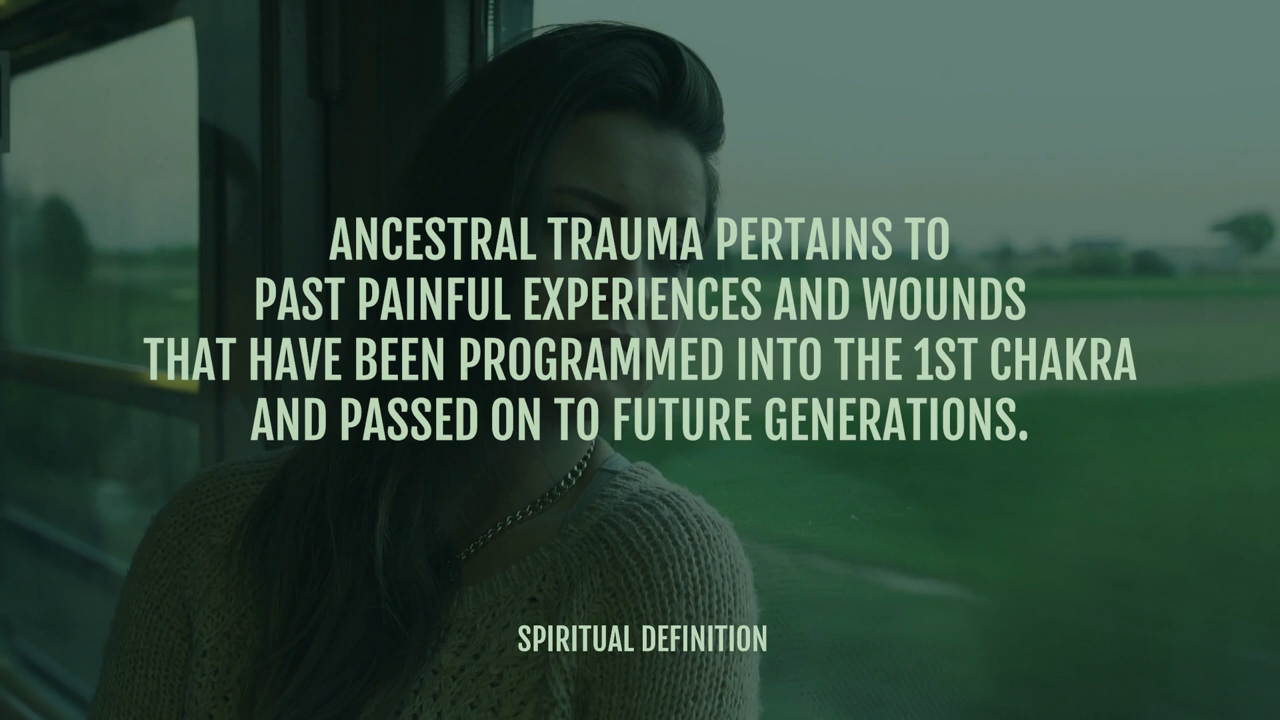 ANCESTRAL TRAUMA PERTAINS TO
PAST PAINFUL EXPERIENCES AND WOUNDS
THAT HAVE BEEN PROGRAMMED INTO THE 1ST CHAKRA
AND PASSED ON TO FUTURE GENERATIONS.
SPIRITUAL DEFINITION